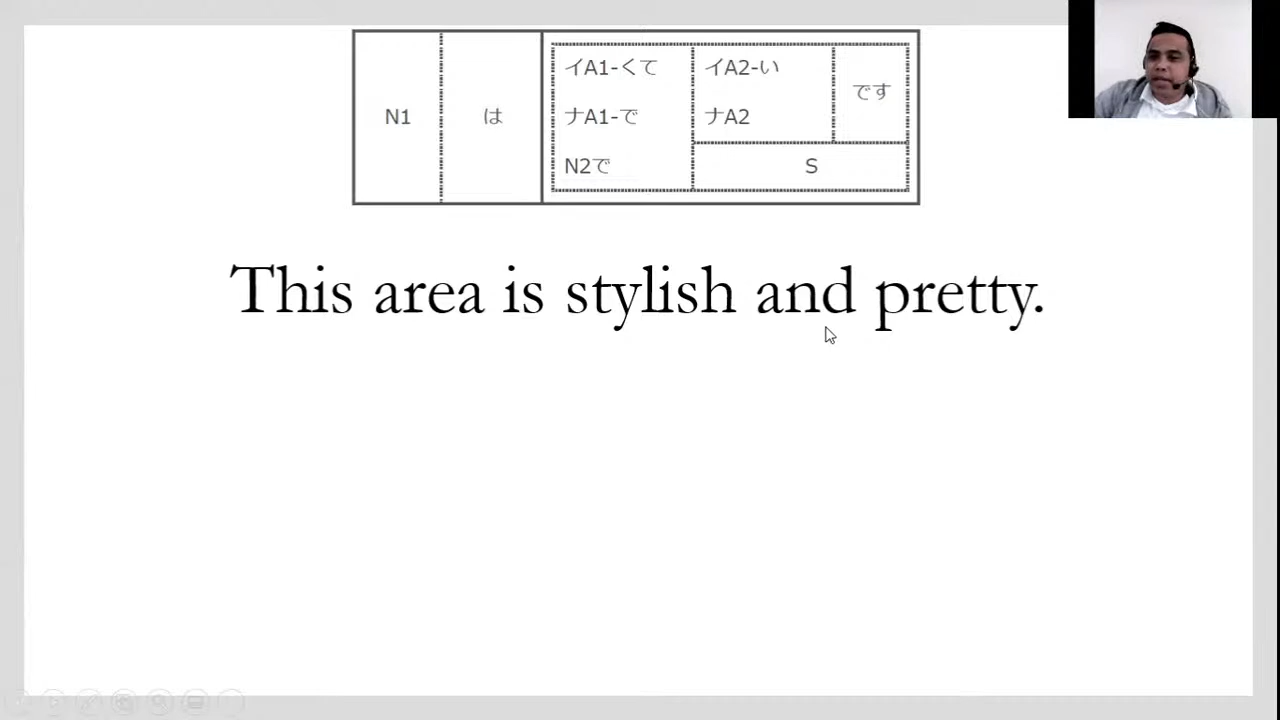 N1 は イA1-くて イA2-い です
ナA1-で ナA2
N2で S
This area is stylish and pretty.